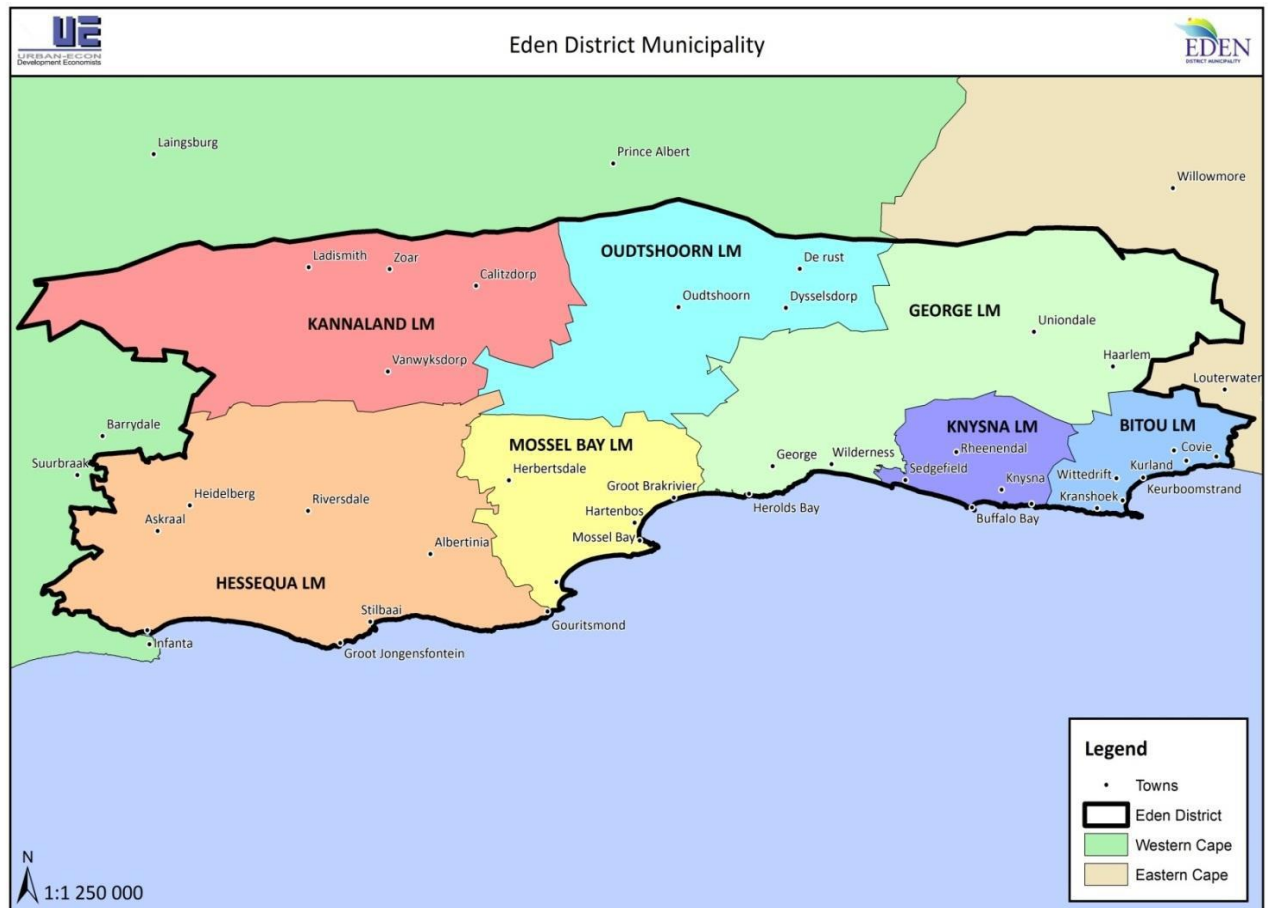 UE
URBAN-ECON
Development Economists
Eden District Municipality
EDEN
DISTRICT MUNICIPALITY
Laingsburg
Prince Albert
Willowmore
OUDTSHOORN LM
De rust
Ladismith
Zoar
Calitzdorp
Oudtshoorn
Dysselsdorp
GEORGE LM
KANNALAND LM
Uniondale
Vanwyksdorp
Haarlem
Louterwater
Barrydale
MOSSEL BAY LM
KNYSNA LM
BITOU LM
Suurbraak
Herbertsdale
George
Wilderness
Rheenendal
Covie
Sedgefield
Wittedrift
Kurland
Heidelberg
Riversdale
Groot Brakrivier
Knysna
Keurboomstrand
Askraal
Hartenbos
Herolds Bay
Buffalo Bay
Kranshoek
Albertinia
Mossel Bay
HESSEQUA LM
Stilbaai
Gouritsmond
Infanta
Groot Jongensfontein
Legend
Towns
Eden District
Western Cape
Eastern Cape
N
1:1 250 000